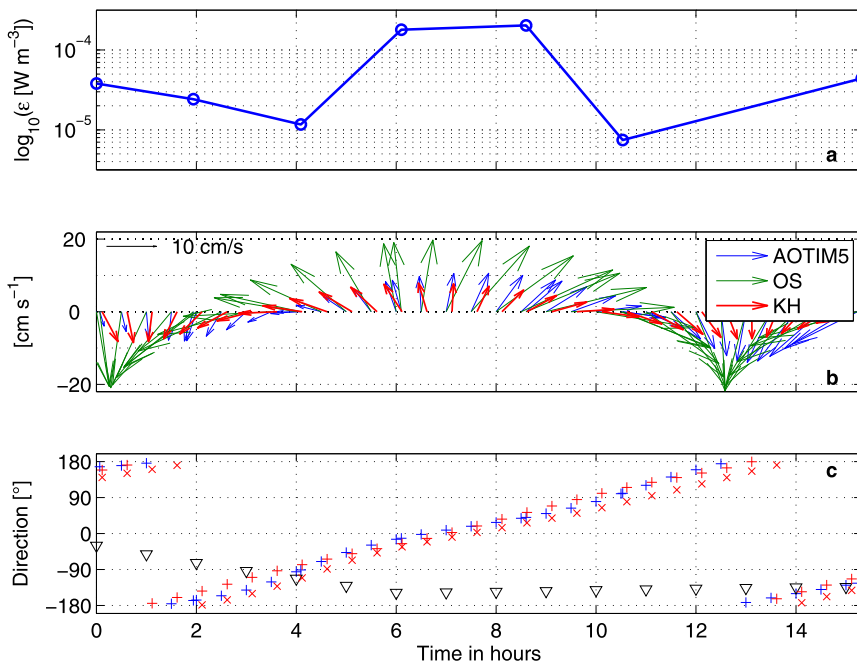 10⁻⁴
10⁻⁵
log₁₀(ε [W m⁻³])
a
20
0
−20
[cm s⁻¹]
10 cm/s
AOTIM5
OS
KH
b
180
90
0
−90
−180
Direction [°]
c
0 2 4 6 8 10 12 14
Time in hours